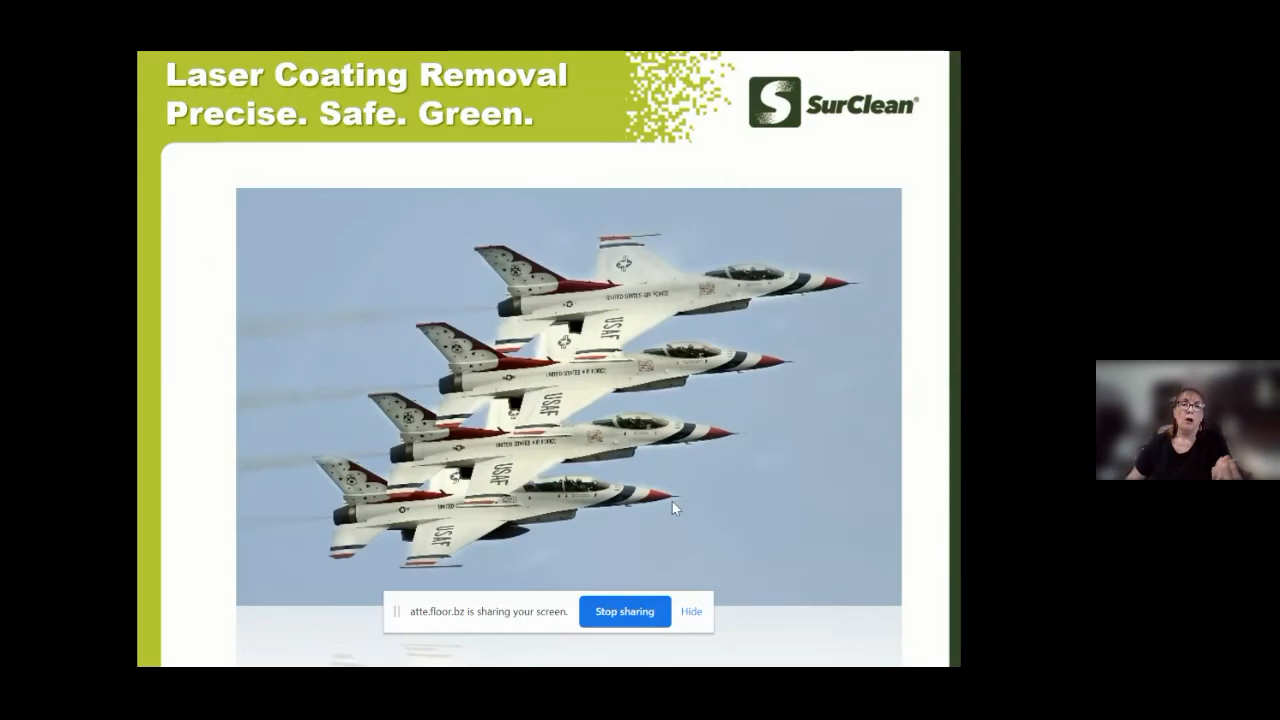 Laser Coating Removal
Precise. Safe. Green.
S SurClean®
USAF
USAF
USAF
USAF
atte.floor.bz is sharing your screen.
Stop sharing
Hide